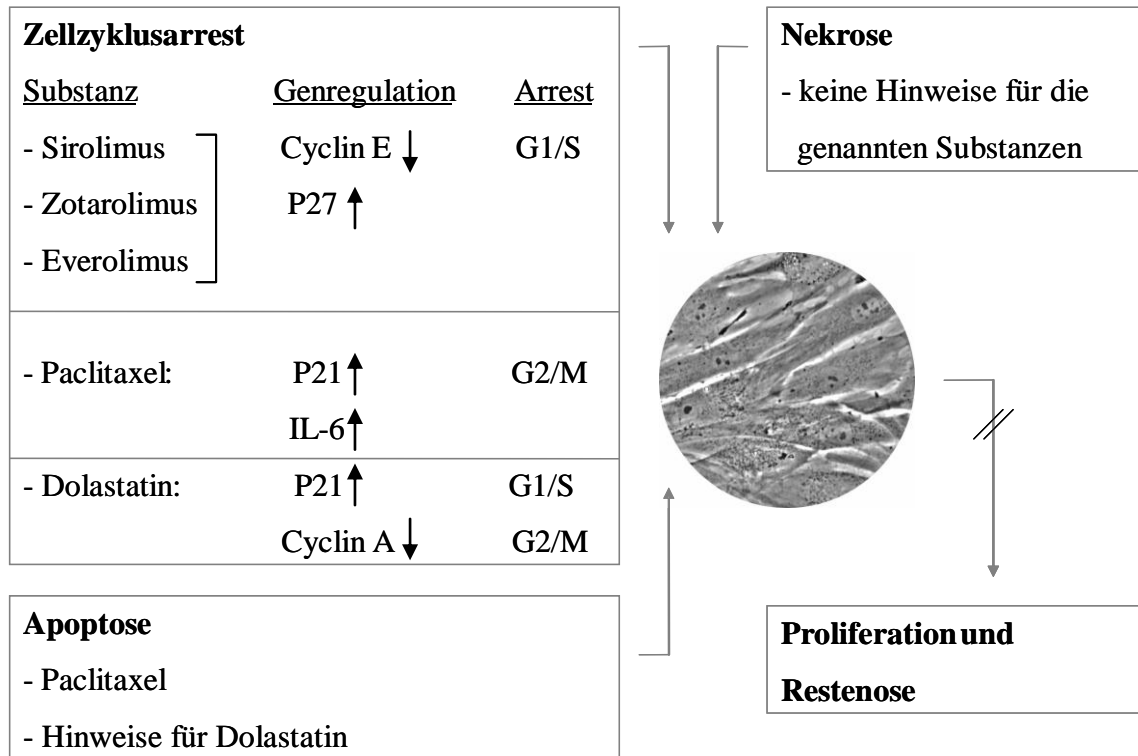 Zellzyklusarrest
Substanz Genregulation Arrest
- Sirolimus Cyclin E ↓ G1/S
- Zotarolimus P27 ↑
- Everolimus
- Paclitaxel: P21 ↑ G2/M
IL-6 ↑
- Dolastatin: P21 ↑ G1/S
Cyclin A ↓ G2/M
Apoptose
- Paclitaxel
- Hinweise für Dolastatin
Nekrose
- keine Hinweise für die
genannten Substanzen
Proliferation und
Restenose